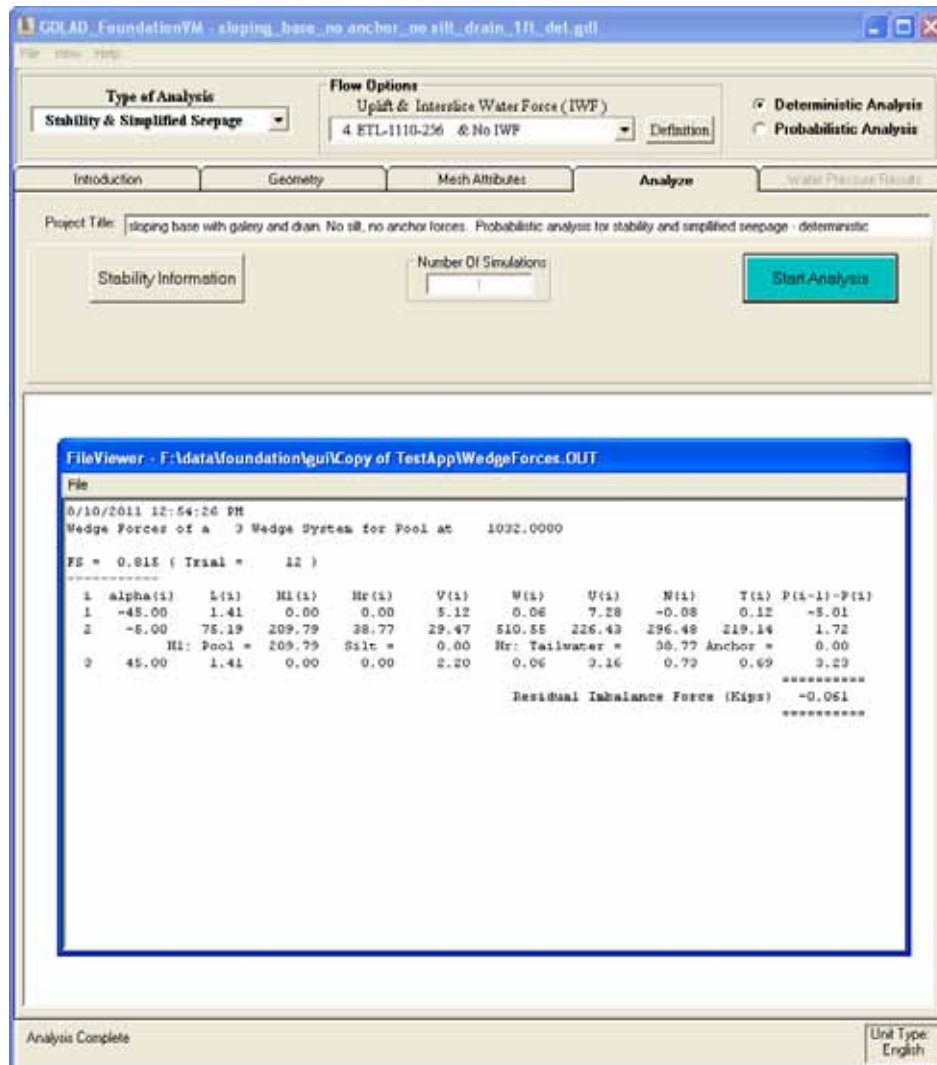 GDLAD_FoundationVM - sloping_base_no anchor_no silt_drain_1ft_det.gdl
File View Help
Type of Analysis
Stability & Simplified Seepage
Flow Options
Uplift & Interslice Water Force ( IWF )
4. ETL-1110-256 & No IWF
Definition
Deterministic Analysis
Probabilistic Analysis
Introduction
Geometry
Mesh Attributes
Analyze
Water Pressure Results
Project Title: sloping base with galery and drain. No silt, no anchor forces. Probabilistic analysis for stability and simplified seepage - deterministic
Stability Information
Number Of Simulations
1
Start Analysis
FileViewer - F:\data\foundation\gui\Copy of TestApp\WedgeForces.OUT
File
8/10/2011 12:54:26 PM
Wedge Forces of a 3 Wedge System for Pool at 1032.0000
FS = 0.815 ( Trial = 12 )
-----------
i alpha(i) L(i) Hl(i) Hr(i) V(i) W(i) U(i) N(i) T(i) P(i-1)-P(i)
1 -45.00 1.41 0.00 0.00 5.12 0.06 7.28 -0.08 0.12 -5.01
2 -5.00 75.19 209.79 38.77 29.47 510.55 226.43 296.48 219.14 1.72
Hl: Pool = 209.79 Silt = 0.00 Hr: Tailwater = 38.77 Anchor = 0.00
3 45.00 1.41 0.00 0.00 2.20 0.06 3.16 0.73 0.69 3.23
==========
Residual Imbalance Force (Kips) -0.061
==========
Analysis Complete
Unit Type:
English